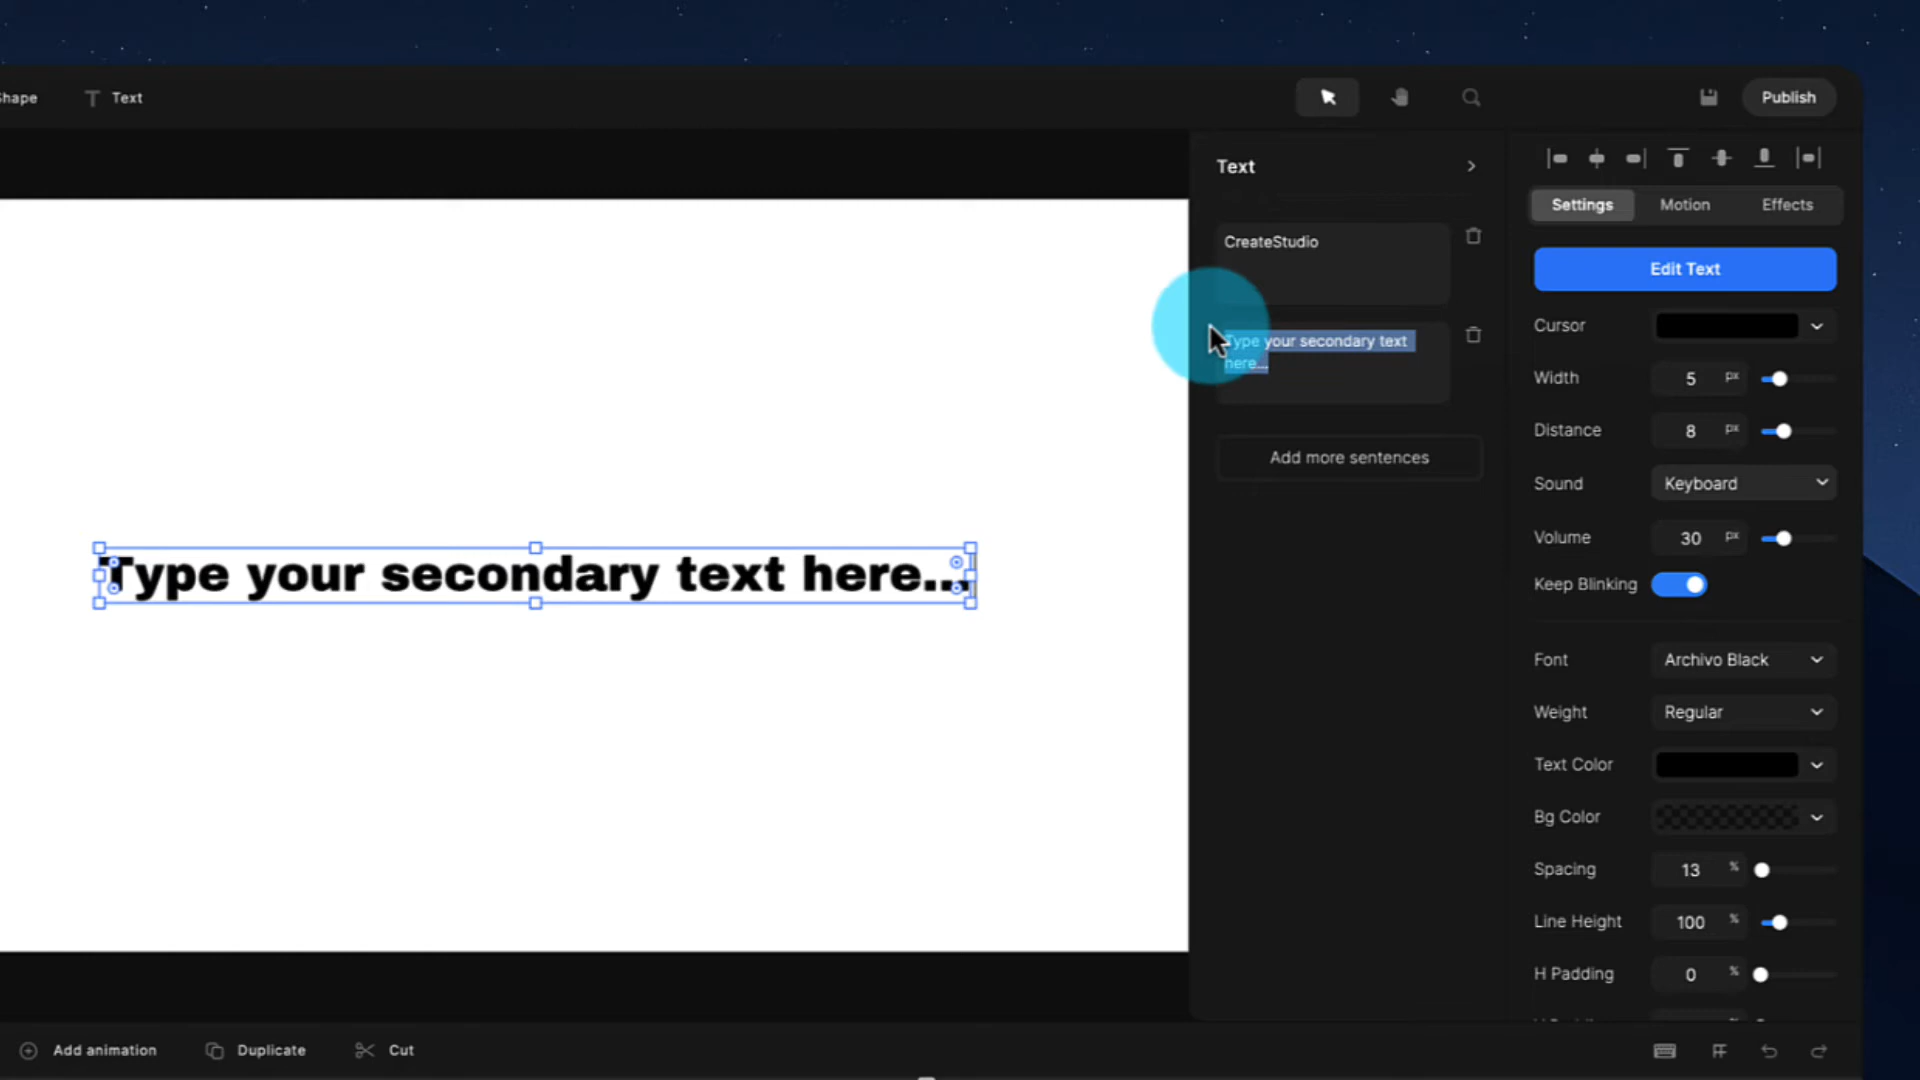 Shape
Text
Publish
Text
Settings
Motion
Effects
CreateStudio
Edit Text
Cursor
Type your secondary text
here...
Width
5
px
Distance
8
px
Add more sentences
Sound
Keyboard
Volume
30
px
Type your secondary text here...
Keep Blinking
Font
Archivo Black
Weight
Regular
Text Color
Bg Color
Spacing
13
%
Line Height
100
%
H Padding
0
%
Add animation
Duplicate
Cut